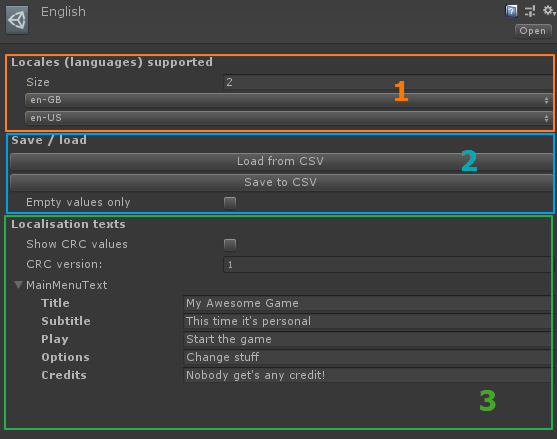 English
Open
Locales (languages) supported
Size 2
1
en-GB
en-US
Save / load
Load from CSV
2
Save to CSV
Empty values only
Localisation texts
Show CRC values
CRC version: 1
MainMenuText
Title My Awesome Game
Subtitle This time it's personal
Play Start the game
Options Change stuff
Credits Nobody get's any credit!
3